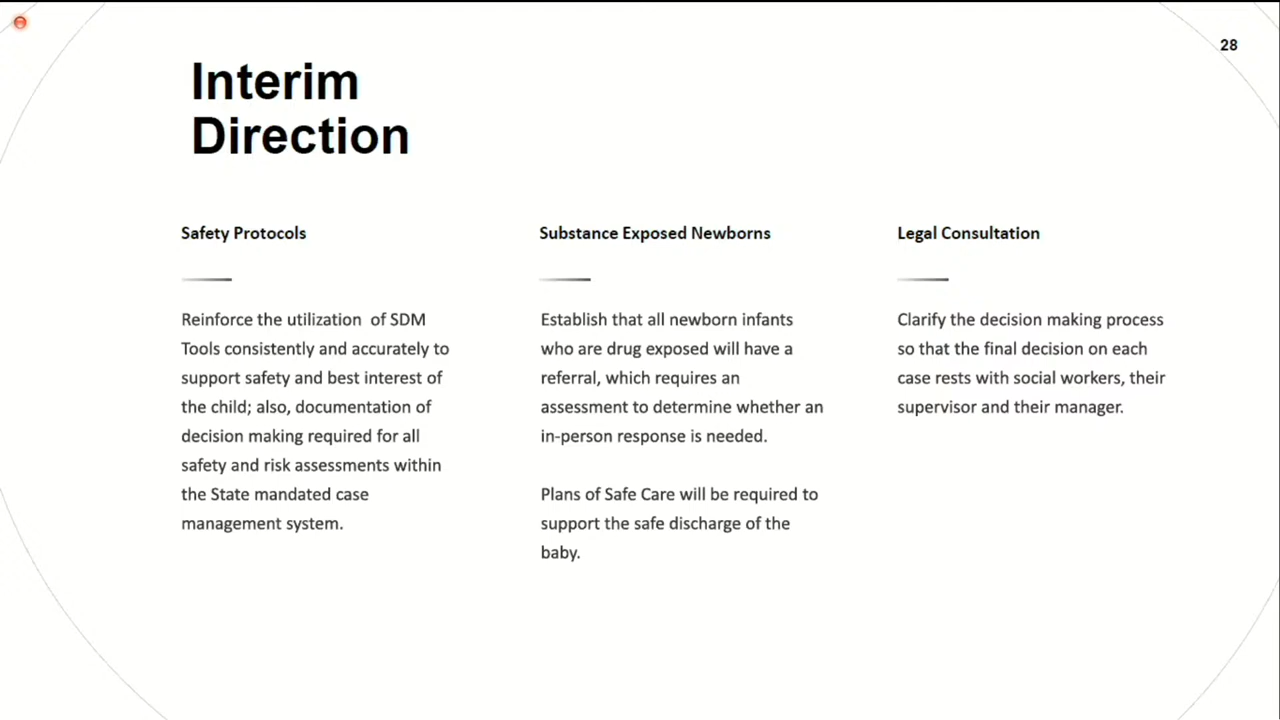 28
Interim
Direction
Safety Protocols
Reinforce the utilization of SDM
Tools consistently and accurately to
support safety and best interest of
the child; also, documentation of
decision making required for all
safety and risk assessments within
the State mandated case
management system.
Substance Exposed Newborns
Establish that all newborn infants
who are drug exposed will have a
referral, which requires an
assessment to determine whether an
in-person response is needed.
Plans of Safe Care will be required to
support the safe discharge of the
baby.
Legal Consultation
Clarify the decision making process
so that the final decision on each
case rests with social workers, their
supervisor and their manager.